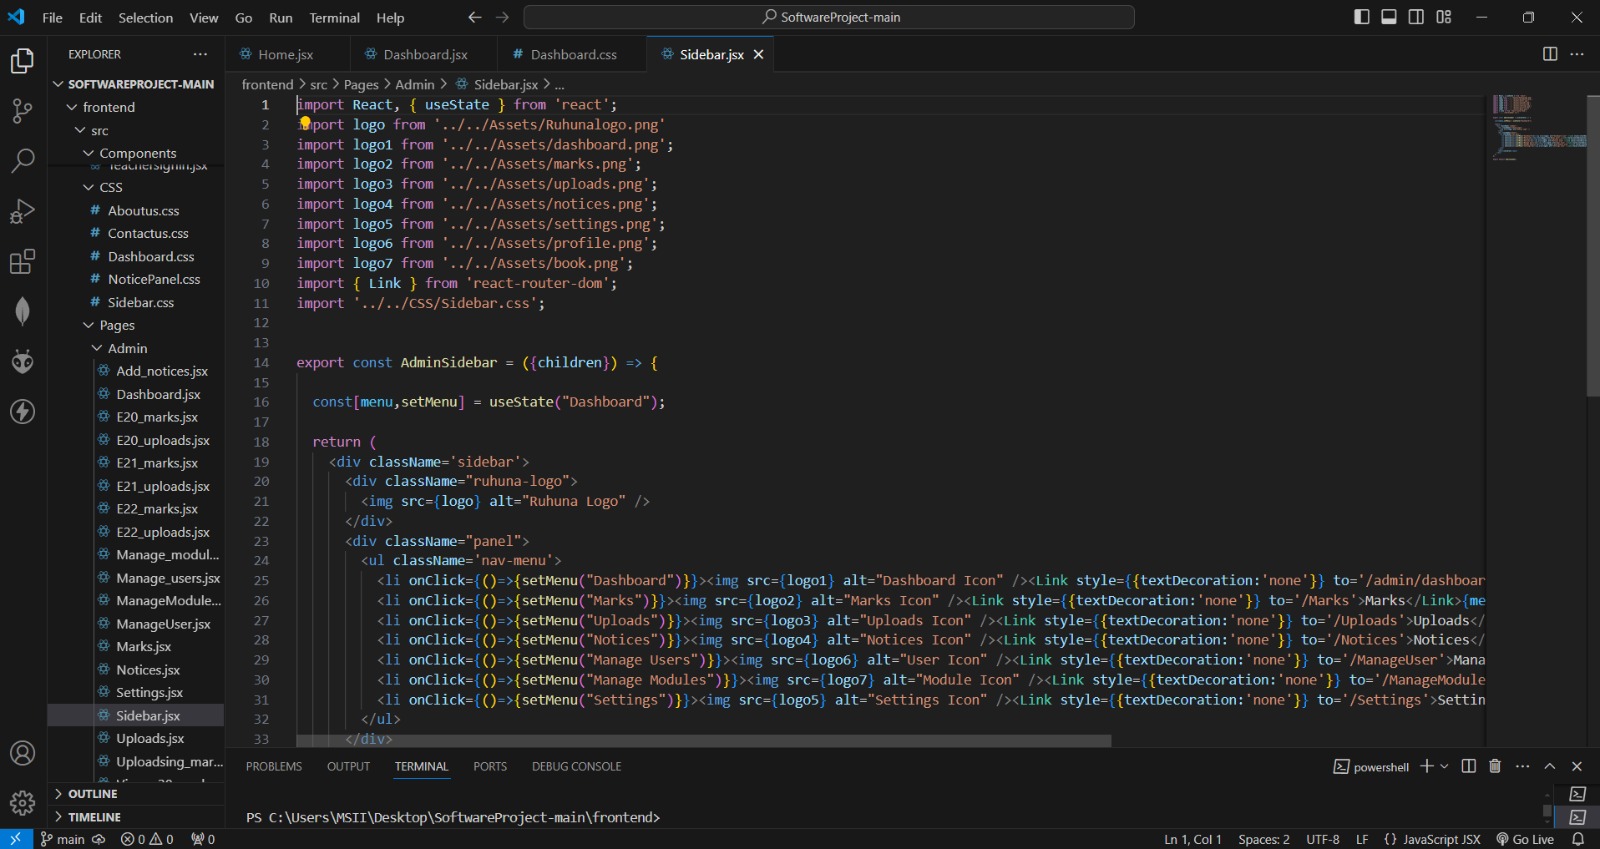 File Edit Selection View Go Run Terminal Help
SoftwareProject-main
EXPLORER
SOFTWAREPROJECT-MAIN
frontend
src
Components
Teachersignin.jsx
CSS
Aboutus.css
Contactus.css
Dashboard.css
NoticePanel.css
Sidebar.css
Pages
Admin
Add_notices.jsx
Dashboard.jsx
E20_marks.jsx
E20_uploads.jsx
E21_marks.jsx
E21_uploads.jsx
E22_marks.jsx
E22_uploads.jsx
Manage_modul...
Manage_users.jsx
ManageModule...
ManageUser.jsx
Marks.jsx
Notices.jsx
Settings.jsx
Sidebar.jsx
Uploads.jsx
Uploadsing_mar...
OUTLINE
TIMELINE
Home.jsx Dashboard.jsx # Dashboard.css Sidebar.jsx
frontend > src > Pages > Admin > Sidebar.jsx > ...
1 import React, { useState } from 'react';
2 import logo from '../../Assets/Ruhunalogo.png'
3 import logo1 from '../../Assets/dashboard.png';
4 import logo2 from '../../Assets/marks.png';
5 import logo3 from '../../Assets/uploads.png';
6 import logo4 from '../../Assets/notices.png';
7 import logo5 from '../../Assets/settings.png';
8 import logo6 from '../../Assets/profile.png';
9 import logo7 from '../../Assets/book.png';
10 import { Link } from 'react-router-dom';
11 import '../../CSS/Sidebar.css';
12
13
14 export const AdminSidebar = ({children}) => {
15
16 const[menu,setMenu] = useState("Dashboard");
17
18 return (
19 <div className='sidebar'>
20 <div className="ruhuna-logo">
21 <img src={logo} alt="Ruhuna Logo" />
22 </div>
23 <div className="panel">
24 <ul className='nav-menu'>
25 <li onClick={()=>{setMenu("Dashboard")}}><img src={logo1} alt="Dashboard Icon" /><Link style={{textDecoration:'none'}} to='/admin/dashboar
26 <li onClick={()=>{setMenu("Marks")}}><img src={logo2} alt="Marks Icon" /><Link style={{textDecoration:'none'}} to='/Marks'>Marks</Link>{me
27 <li onClick={()=>{setMenu("Uploads")}}><img src={logo3} alt="Uploads Icon" /><Link style={{textDecoration:'none'}} to='/Uploads'>Uploads</
28 <li onClick={()=>{setMenu("Notices")}}><img src={logo4} alt="Notices Icon" /><Link style={{textDecoration:'none'}} to='/Notices'>Notices</
29 <li onClick={()=>{setMenu("Manage Users")}}><img src={logo6} alt="User Icon" /><Link style={{textDecoration:'none'}} to='/ManageUser'>Mana
30 <li onClick={()=>{setMenu("Manage Modules")}}><img src={logo7} alt="Module Icon" /><Link style={{textDecoration:'none'}} to='/ManageModule
31 <li onClick={()=>{setMenu("Settings")}}><img src={logo5} alt="Settings Icon" /><Link style={{textDecoration:'none'}} to='/Settings'>Settin
32 </ul>
33 </div>
PROBLEMS OUTPUT TERMINAL PORTS DEBUG CONSOLE
powershell
PS C:\Users\MSII\Desktop\SoftwareProject-main\frontend>
main 0 0 0
Ln 1, Col 1 Spaces: 2 UTF-8 LF {} JavaScript JSX Go Live